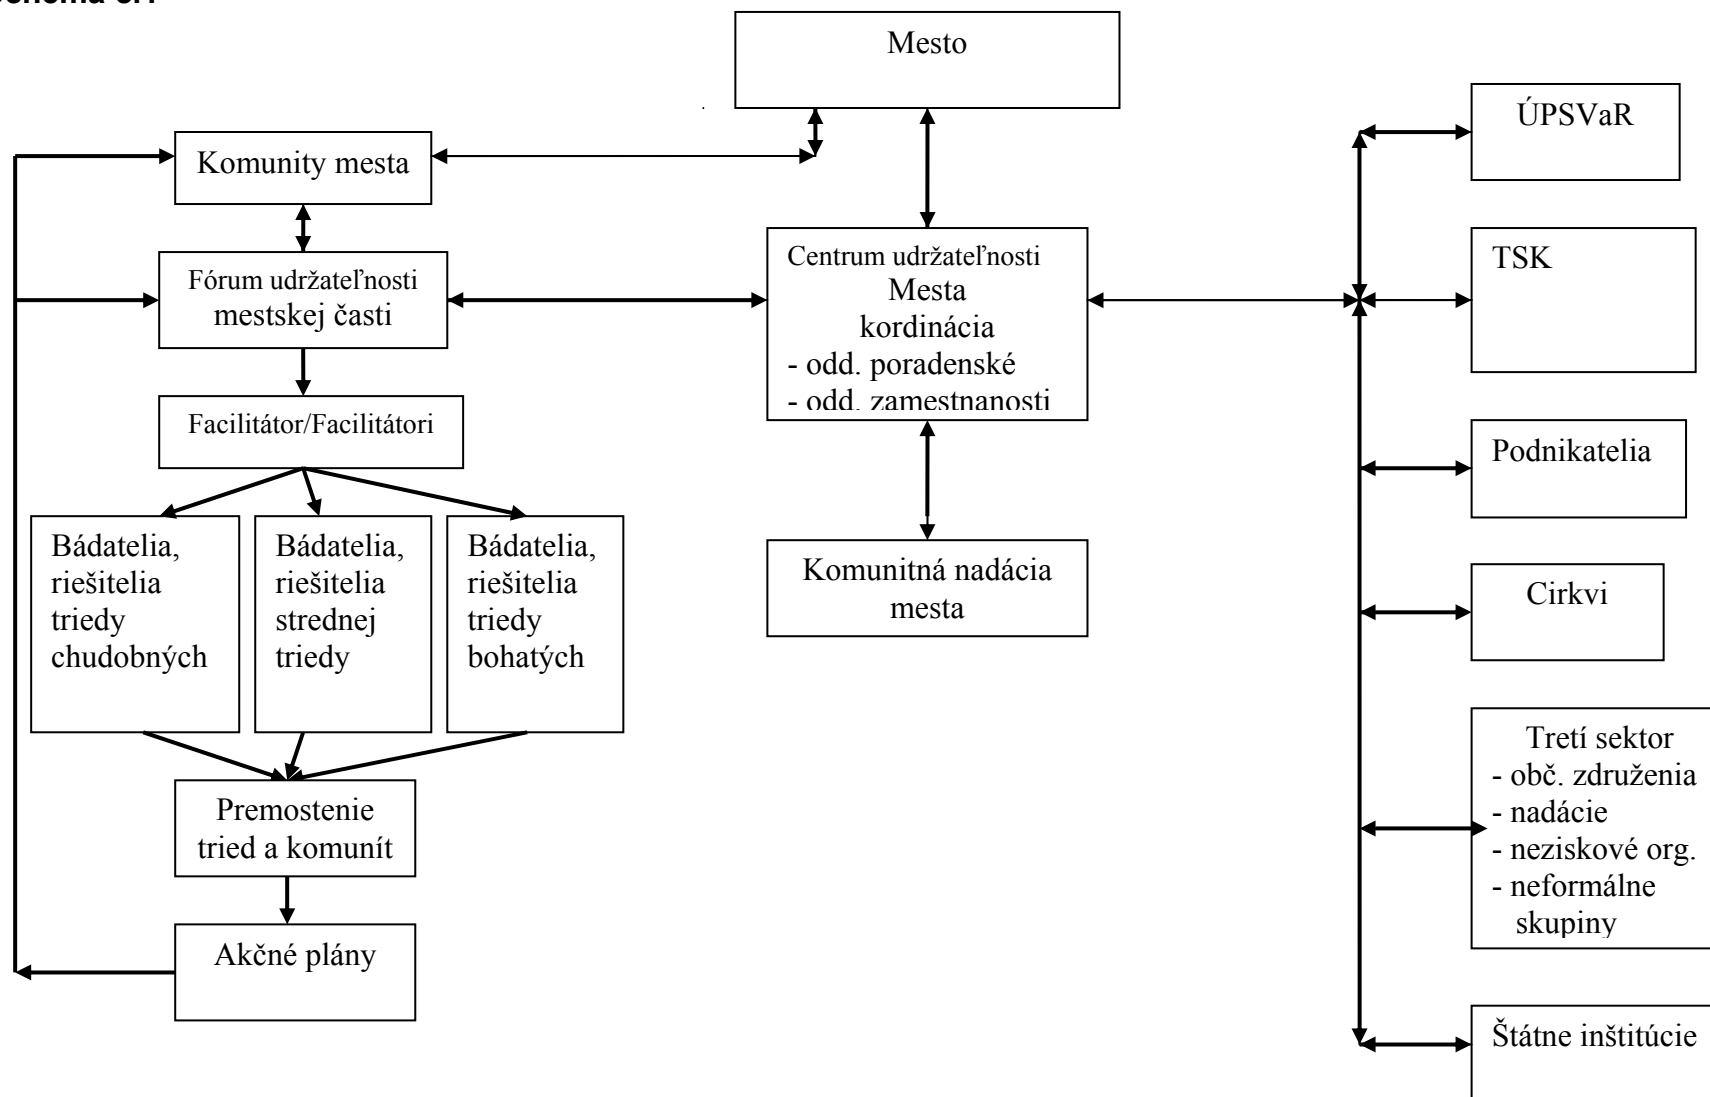 Mesto
ÚPSVaR
Komunity mesta
Fórum udržateľnosti
mestskej časti
Centrum udržateľnosti
Mesta
kordinácia
- odd. poradenské
- odd. zamestnanosti
TSK
Facilitátor/Facilitátori
Podnikatelia
Bádatelia,
riešitelia
triedy
chudobných
Bádatelia,
riešitelia
strednej
triedy
Bádatelia,
riešitelia
triedy
bohatých
Komunitná nadácia
mesta
Cirkvi
Premostenie
tried a komunít
Tretí sektor
- obč. združenia
- nadácie
- neziskové org.
- neformálne
skupiny
Akčné plány
Štátne inštitúcie